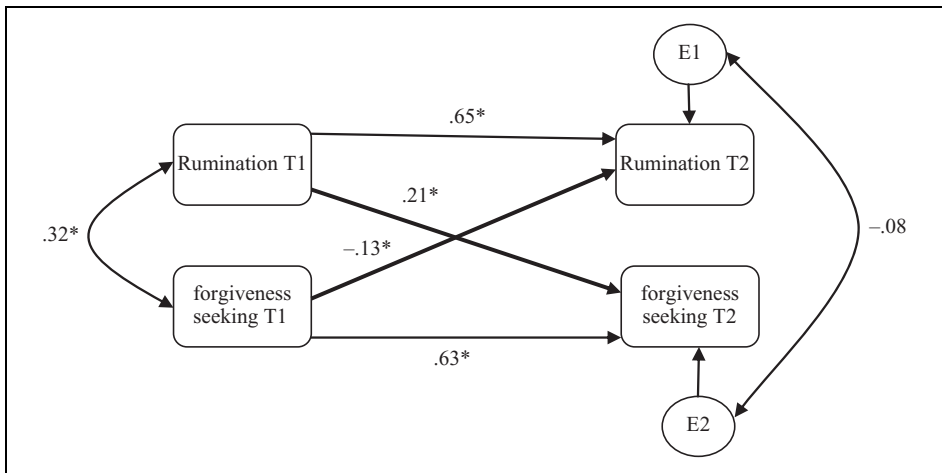 E1
.65*
Rumination T1
Rumination T2
.21*
.32*
–.13*
–.08
forgiveness
seeking T1
forgiveness
seeking T2
.63*
E2